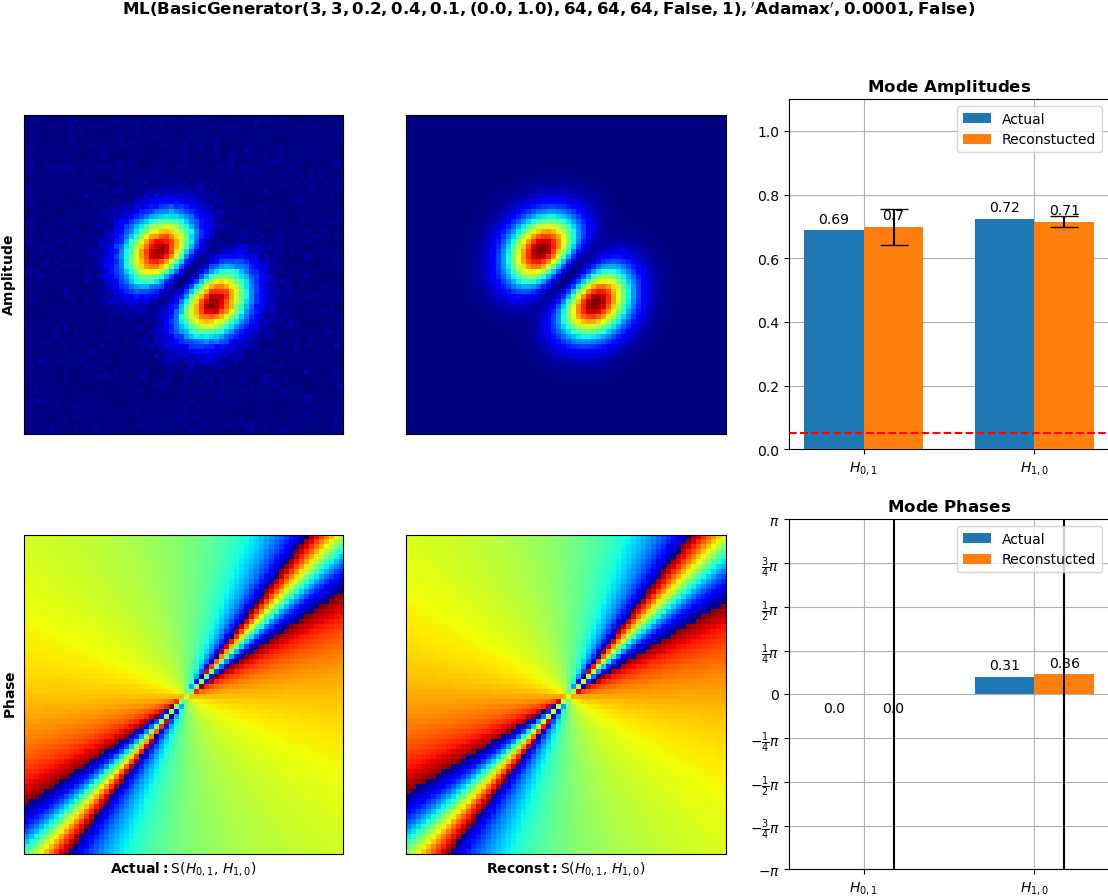 ML(BasicGenerator(3, 3, 0.2, 0.4, 0.1, (0.0, 1.0), 64, 64, 64, False, 1), 'Adamax', 0.0001, False)
Amplitude
Mode Amplitudes
Actual
Reconstucted
1.0
0.8
0.6
0.4
0.2
0.0
0.69
0.7
0.72
0.71
H0, 1
H1, 0
Phase
Actual: S(H0, 1, H1, 0)
Reconst: S(H0, 1, H1, 0)
Mode Phases
Actual
Reconstucted
π
3/4π
1/2π
1/4π
0
−1/4π
−1/2π
−3/4π
−π
0.0
0.0
0.31
0.36
H0, 1
H1, 0